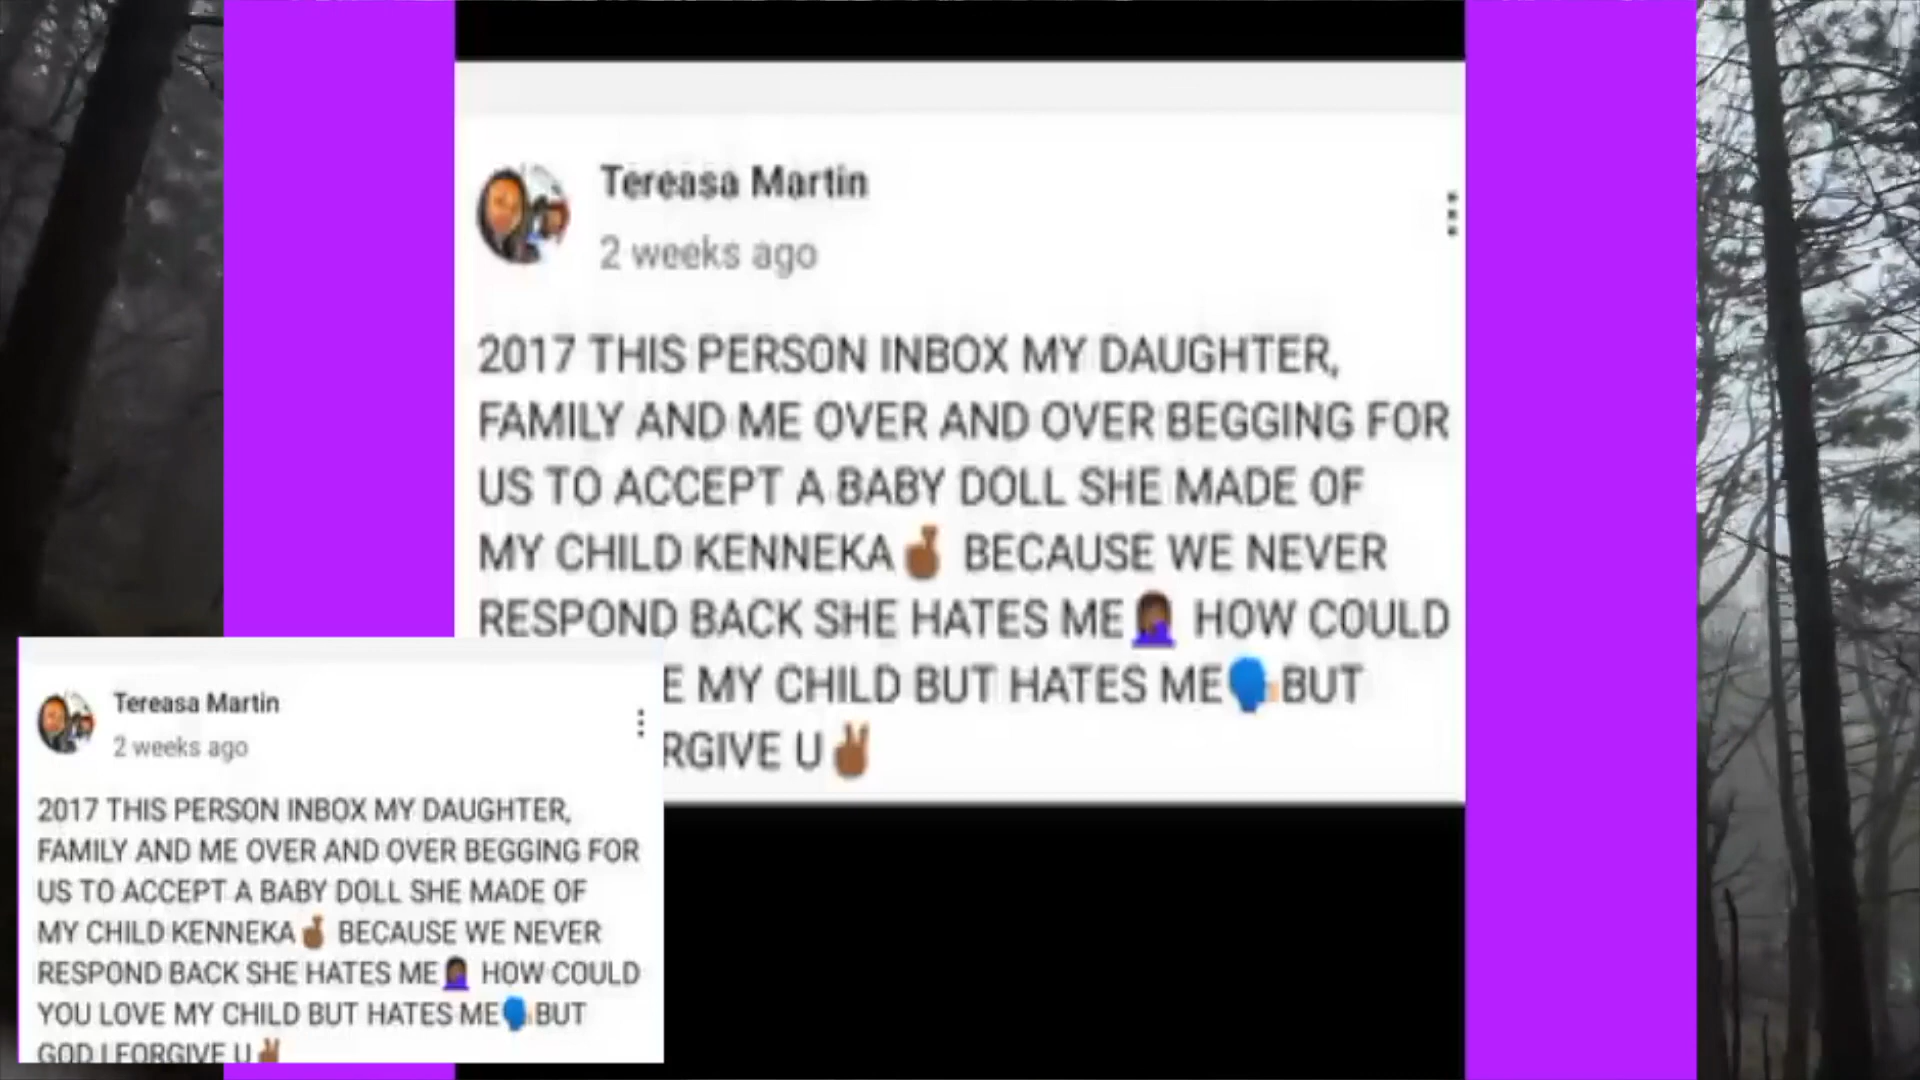 Tereasa Martin
2 weeks ago
2017 THIS PERSON INBOX MY DAUGHTER,
FAMILY AND ME OVER AND OVER BEGGING FOR
US TO ACCEPT A BABY DOLL SHE MADE OF
MY CHILD KENNEKA🤞🏾 BECAUSE WE NEVER
RESPOND BACK SHE HATES ME🤦🏾‍♀️ HOW COULD
E MY CHILD BUT HATES ME🗣️BUT
RGIVE U✌🏾
Tereasa Martin
2 weeks ago
2017 THIS PERSON INBOX MY DAUGHTER,
FAMILY AND ME OVER AND OVER BEGGING FOR
US TO ACCEPT A BABY DOLL SHE MADE OF
MY CHILD KENNEKA🤞🏾 BECAUSE WE NEVER
RESPOND BACK SHE HATES ME🤦🏾‍♀️ HOW COULD
YOU LOVE MY CHILD BUT HATES ME🗣️BUT
GOD I FORGIVE U✌🏾